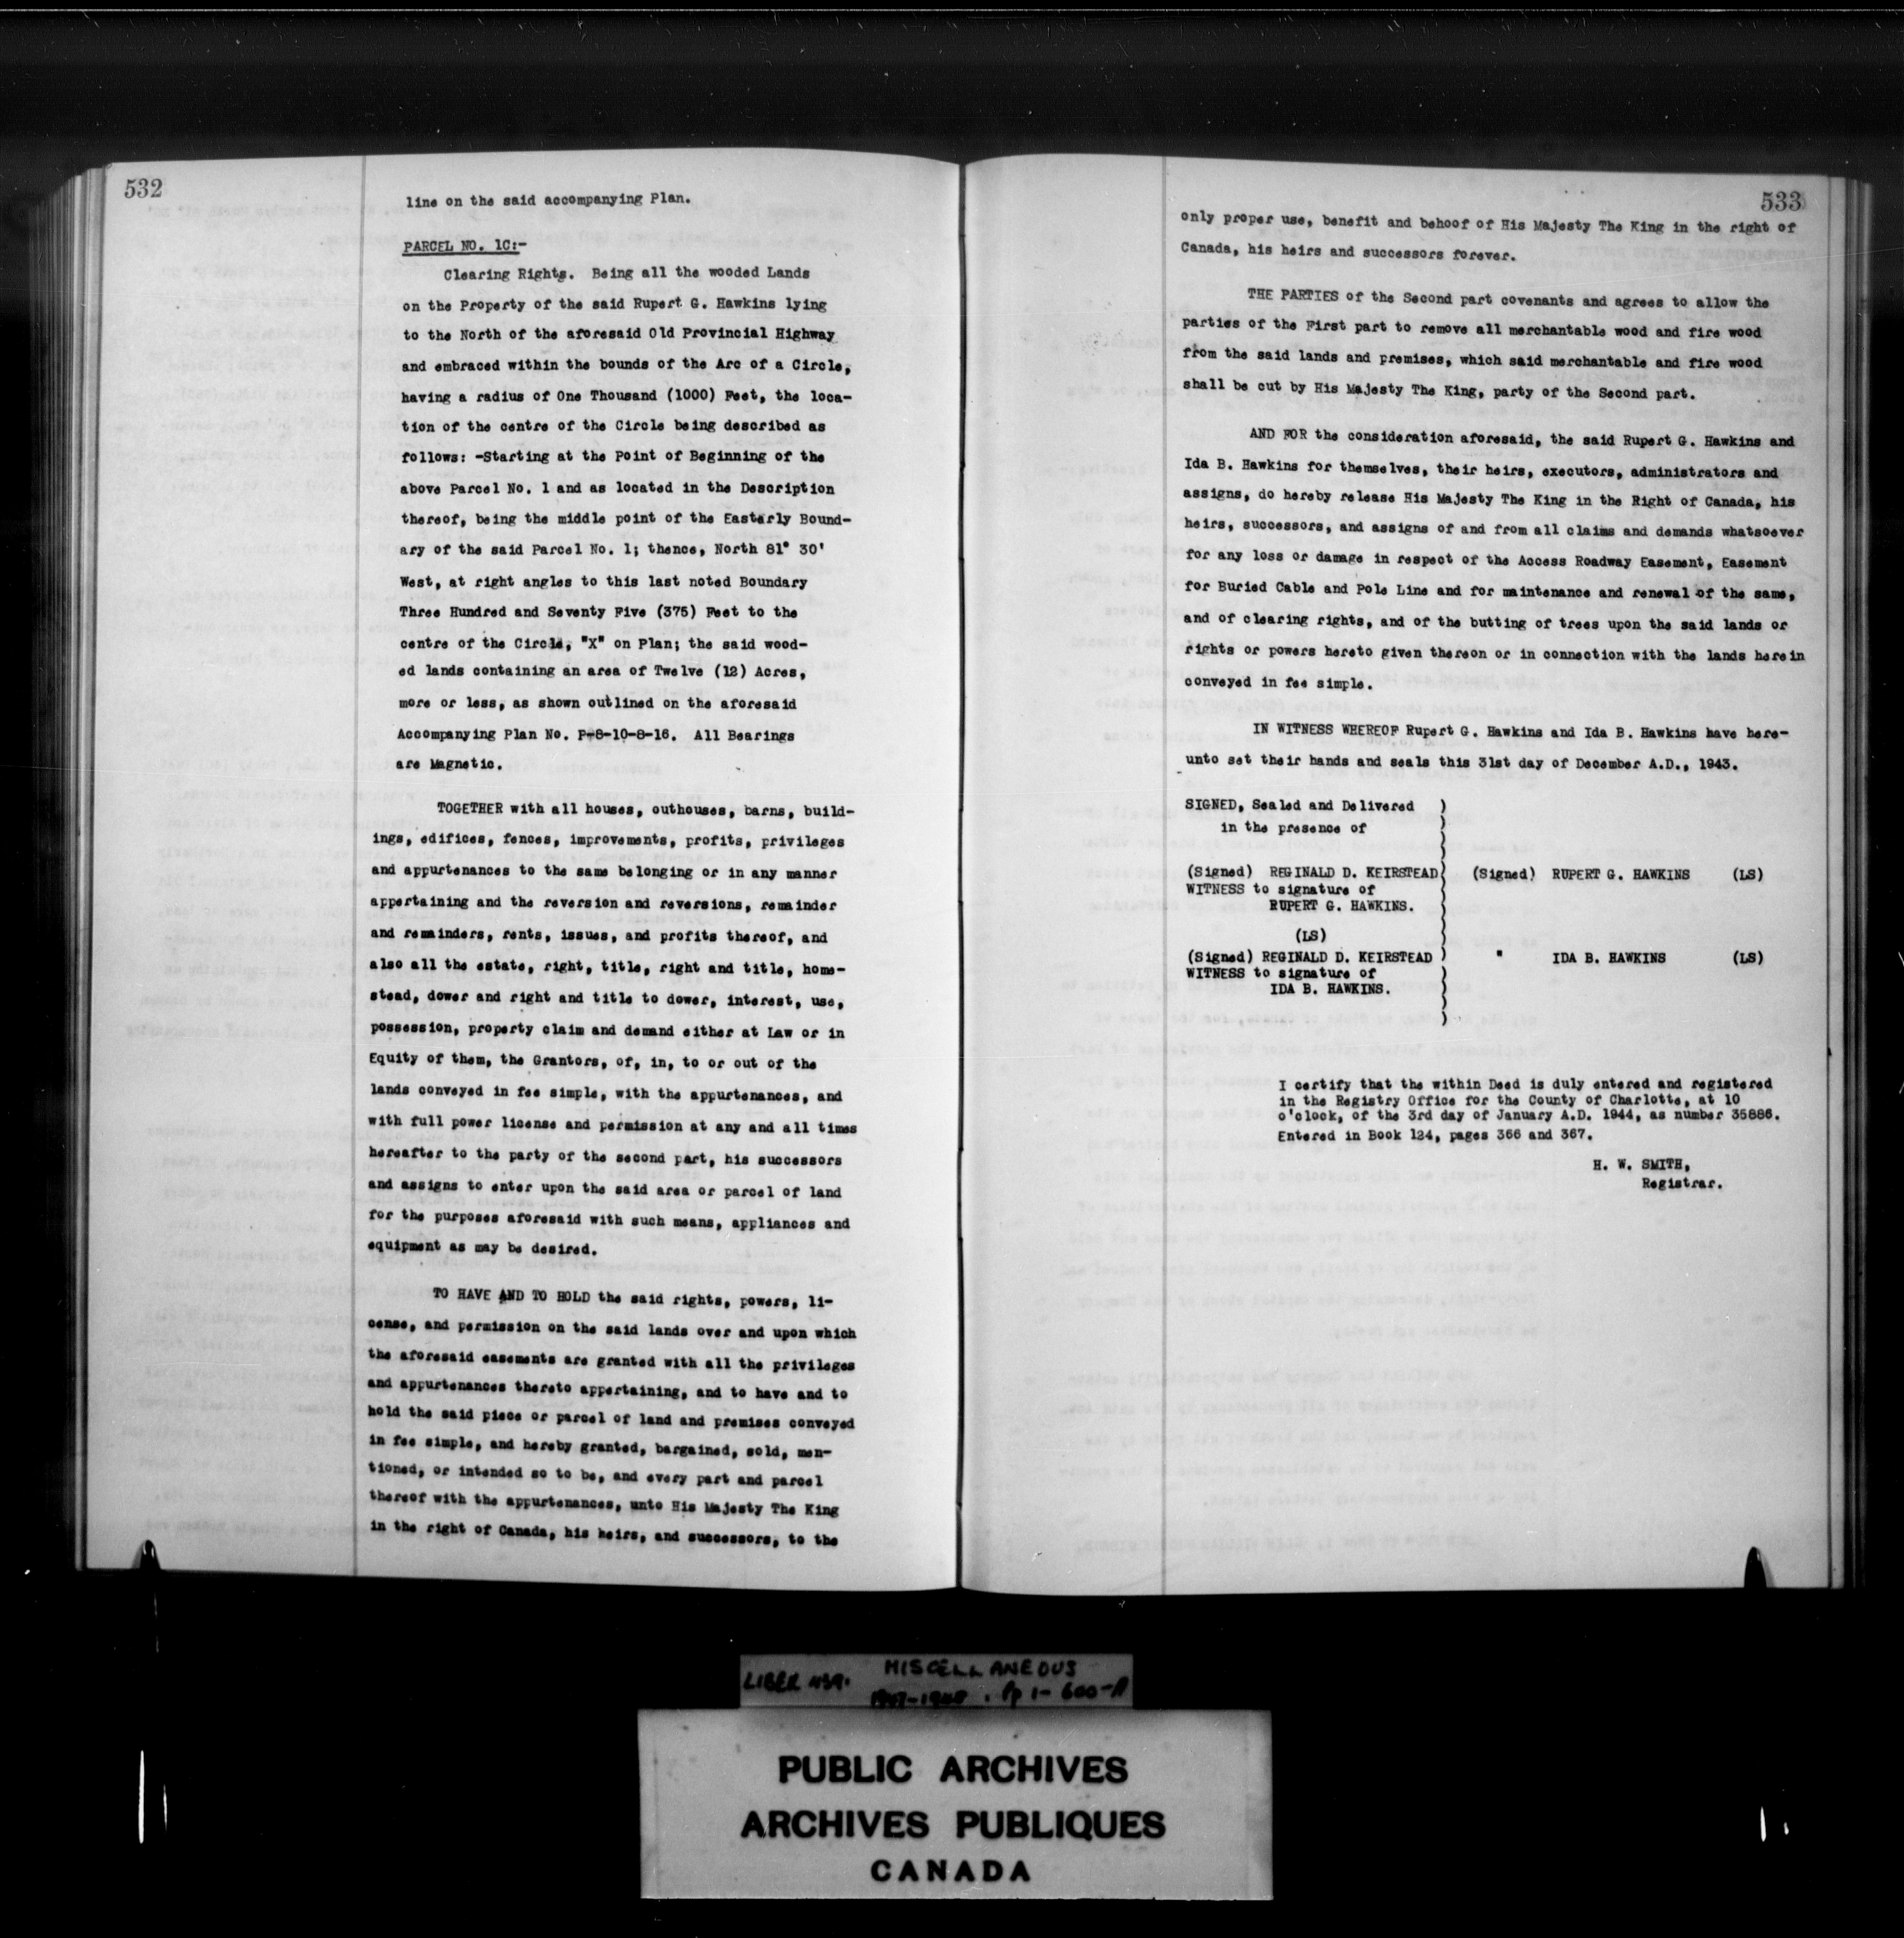 532
line on the said accompanying Plan.
PARCEL NO. 1C:-
Clearing Rights. Being all the wooded Lands
on the Property of the said Rupert G. Hawkins lying
to the North of the aforesaid Old Provincial Highway
and embraced within the bounds of the Arc of a Circle,
having a radius of One Thousand (1000) Feet, the loca-
tion of the centre of the Circle being described as
follows: -Starting at the Point of Beginning of the
above Parcel No. 1 and as located in the Description
thereof, being the middle point of the Easterly Bound-
ary of the said Parcel No. 1; thence, North 81° 30'
West, at right angles to this last noted Boundary
Three Hundred and Seventy Five (375) Feet to the
centre of the Circle, "X" on Plan; the said wood-
ed lands containing an area of Twelve (12) Acres,
more or less, as shown outlined on the aforesaid
Accompanying Plan No. P-8-10-8-16. All Bearings
are Magnetic.
TOGETHER with all houses, outhouses, barns, build-
ings, edifices, fences, improvements, profits, privileges
and appurtenances to the same belonging or in any manner
appertaining and the reversion and reversions, remainder
and remainders, rents, issues, and profits thereof, and
also all the estate, right, title, right and title, home-
stead, dower and right and title to dower, interest, use,
possession, property claim and demand either at Law or in
Equity of them, the Grantors, of, in, to or out of the
lands conveyed in fee simple, with the appurtenances, and
with full power license and permission at any and all times
hereafter to the party of the second part, his successors
and assigns to enter upon the said area or parcel of land
for the purposes aforesaid with such means, appliances and
equipment as may be desired.
TO HAVE AND TO HOLD the said rights, powers, li-
cense, and permission on the said lands over and upon which
the aforesaid easements are granted with all the privileges
and appurtenances thereto appertaining, and to have and to
hold the said piece or parcel of land and premises conveyed
in fee simple, and hereby granted, bargained, sold, men-
tioned, or intended so to be, and every part and parcel
thereof with the appurtenances, unto His Majesty The King
in the right of Canada, his heirs, and successors, to the
533
only proper use, benefit and behoof of His Majesty The King in the right of
Canada, his heirs and successors forever.
THE PARTIES of the Second part covenants and agrees to allow the
parties of the First part to remove all merchantable wood and fire wood
from the said lands and premises, which said merchantable and fire wood
shall be cut by His Majesty The King, party of the Second part.
AND FOR the consideration aforesaid, the said Rupert G. Hawkins and
Ida B. Hawkins for themselves, their heirs, executors, administrators and
assigns, do hereby release His Majesty The King in the Right of Canada, his
heirs, successors, and assigns of and from all claims and demands whatsoever
for any loss or damage in respect of the Access Roadway Easement, Easement
for Buried Cable and Pole Line and for maintenance and renewal of the same,
and of clearing rights, and of the butting of trees upon the said lands or
rights or powers hereto given thereon or in connection with the lands herein
conveyed in fee simple.
IN WITNESS WHEREOF Rupert G. Hawkins and Ida B. Hawkins have here-
unto set their hands and seals this 31st day of December A.D., 1943.
SIGNED, Sealed and Delivered )
in the presence of )
(Signed) REGINALD D. KEIRSTEAD) (Signed) RUPERT G. HAWKINS (LS)
WITNESS to signature of )
RUPERT G. HAWKINS. )
(LS) )
(Signed) REGINALD D. KEIRSTEAD ) " IDA B. HAWKINS (LS)
WITNESS to signature of )
IDA B. HAWKINS. )
I certify that the within Deed is duly entered and registered
in the Registry Office for the County of Charlotte, at 10
o'clock, of the 3rd day of January A.D. 1944, as number 35886.
Entered in Book 124, pages 366 and 367.
H. W. SMITH,
Registrar.
LIBER MISCELLANEOUS
Pp 1-600-A
PUBLIC ARCHIVES
ARCHIVES PUBLIQUES
CANADA